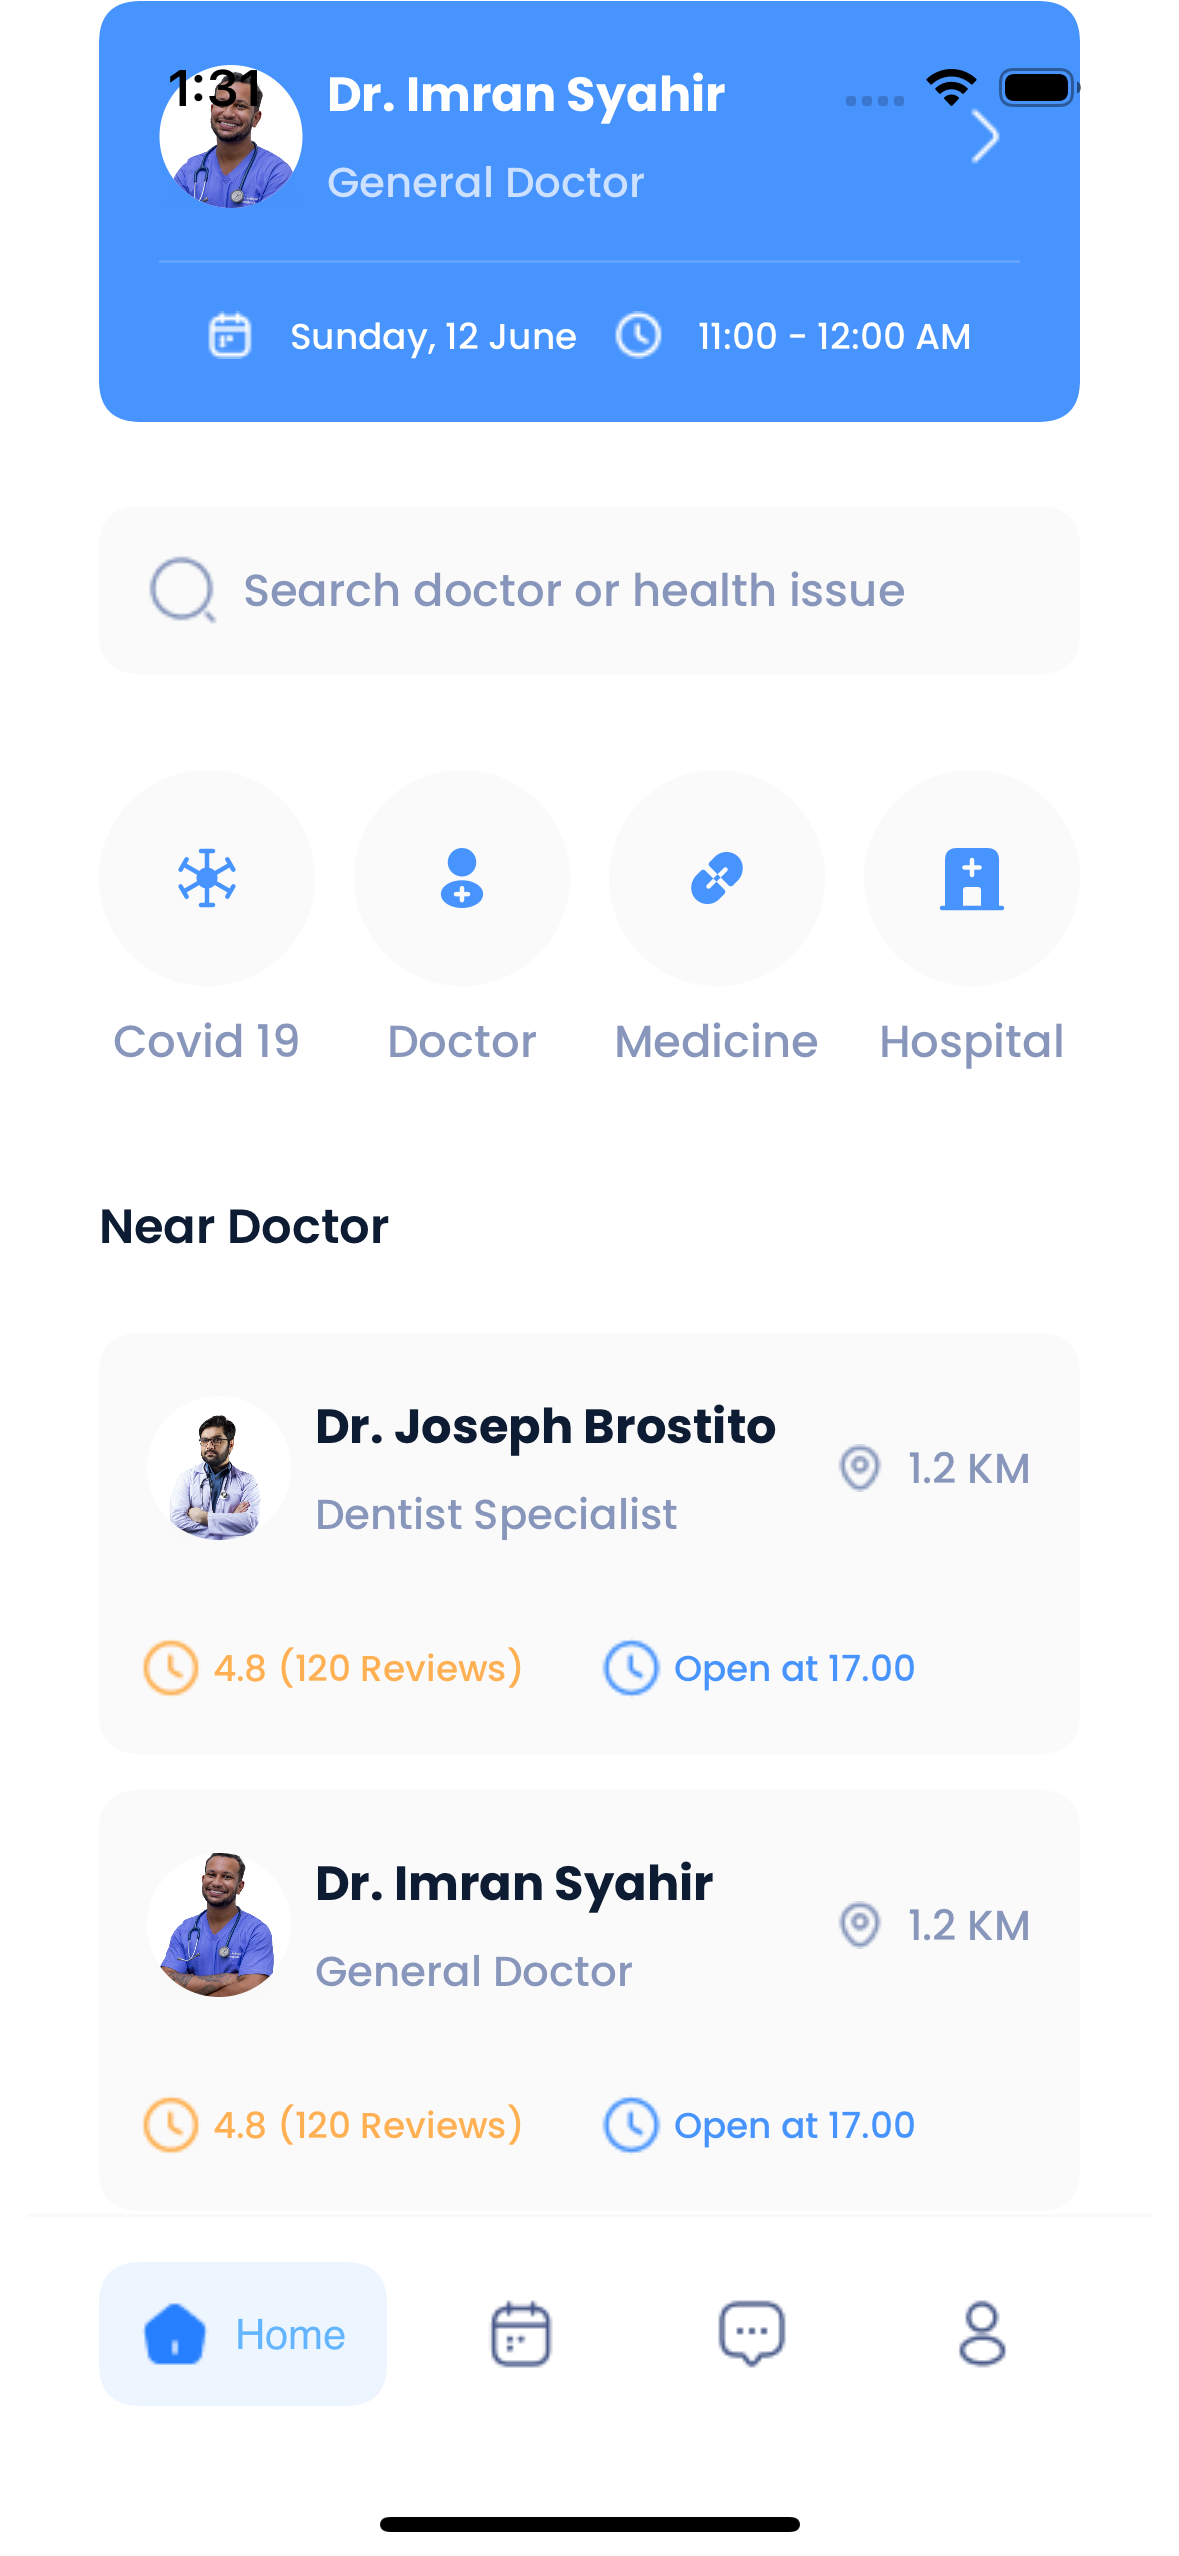 1:31
Dr. Imran Syahir
General Doctor
Sunday, 12 June
11:00 - 12:00 AM
Search doctor or health issue
Covid 19
Doctor
Medicine
Hospital
Near Doctor
Dr. Joseph Brostito
1.2 KM
Dentist Specialist
4.8 (120 Reviews)
Open at 17.00
Dr. Imran Syahir
1.2 KM
General Doctor
4.8 (120 Reviews)
Open at 17.00
Home